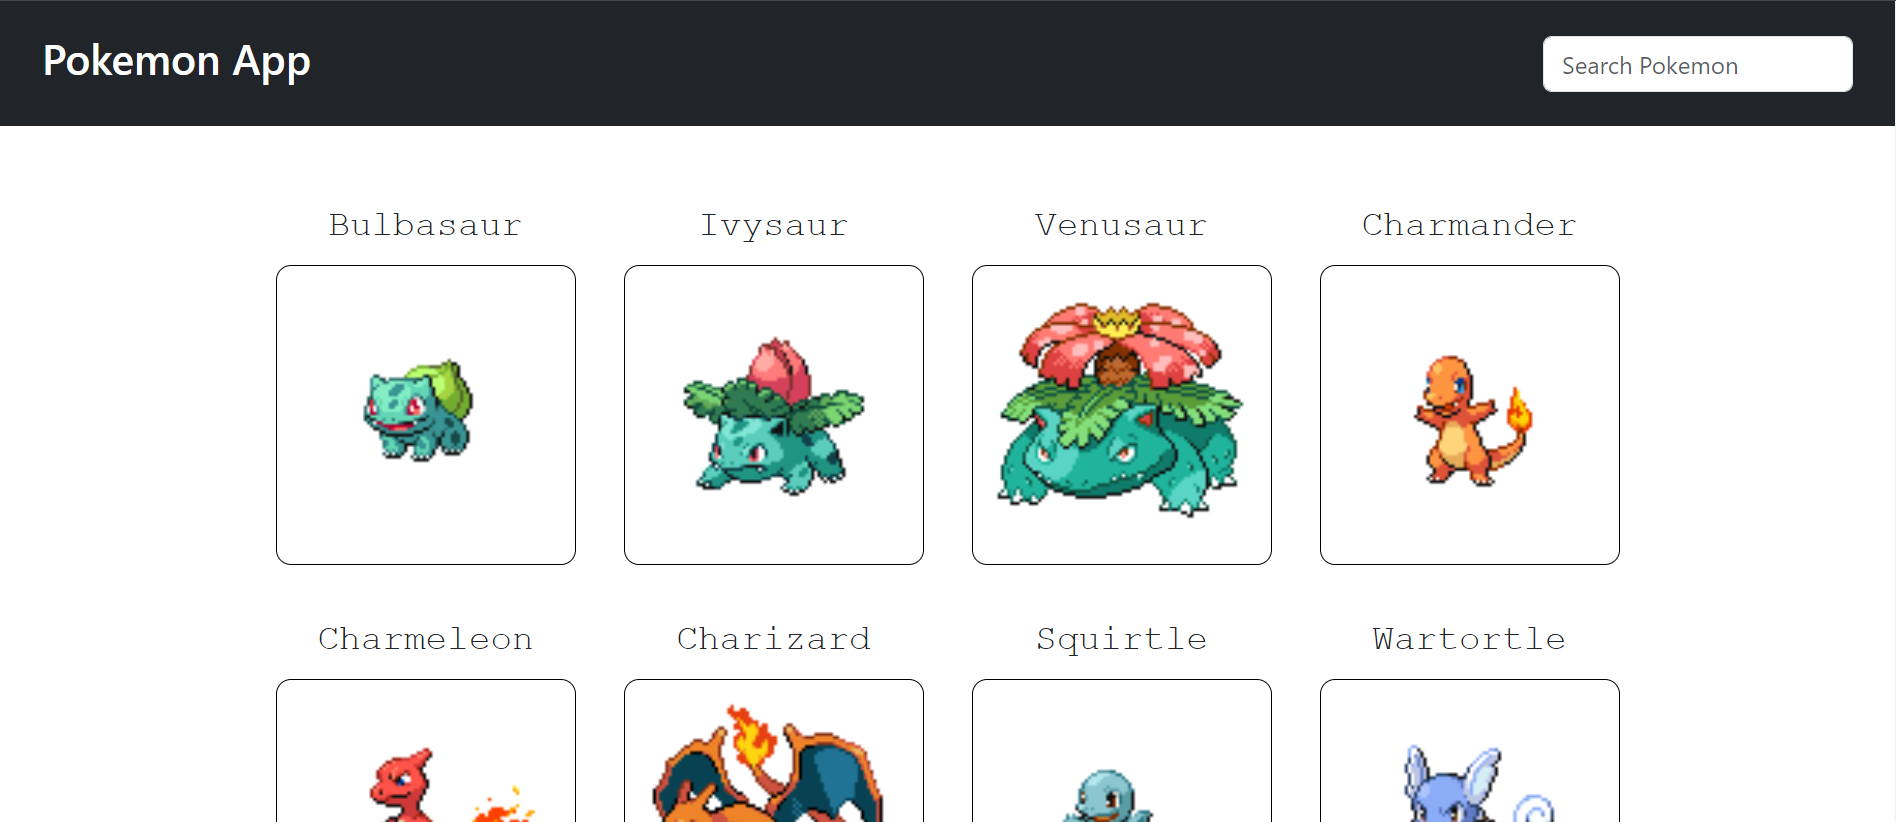 Pokemon App
Search Pokemon
Bulbasaur
Ivysaur
Venusaur
Charmander
Charmeleon
Charizard
Squirtle
Wartortle